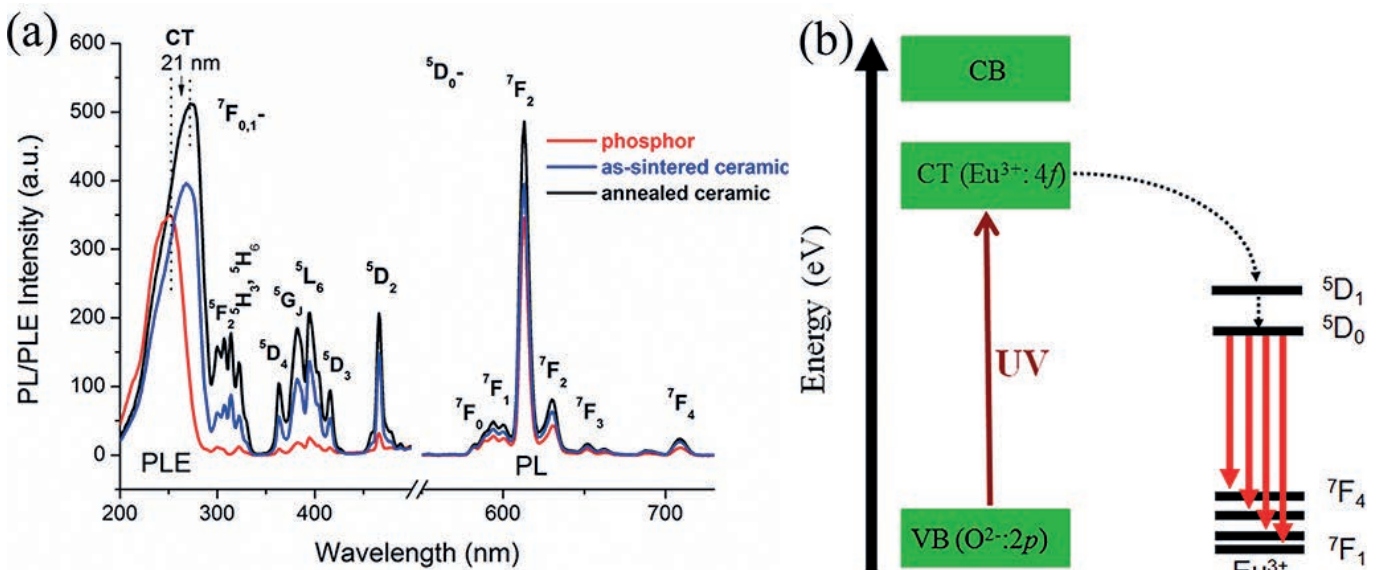 (a)
600
500
400
300
200
100
0
PL/PLE Intensity (a.u.)
CT
21 nm
⁷F₀,₁-
⁵F₂
⁵H₃, ⁵H₆
⁵D₄
⁵G_J
⁵L₆
⁵D₃
⁵D₂
⁵D₀-
⁷F₂
phosphor
as-sintered ceramic
annealed ceramic
⁷F₀
⁷F₁
⁷F₂
⁷F₃
⁷F₄
PLE
PL
200
300
400
600
700
Wavelength (nm)
(b)
Energy (eV)
CB
CT (Eu³⁺: 4f)
UV
VB (O²⁻:2p)
⁵D₁
⁵D₀
⁷F₄
⁷F₁
Eu³⁺